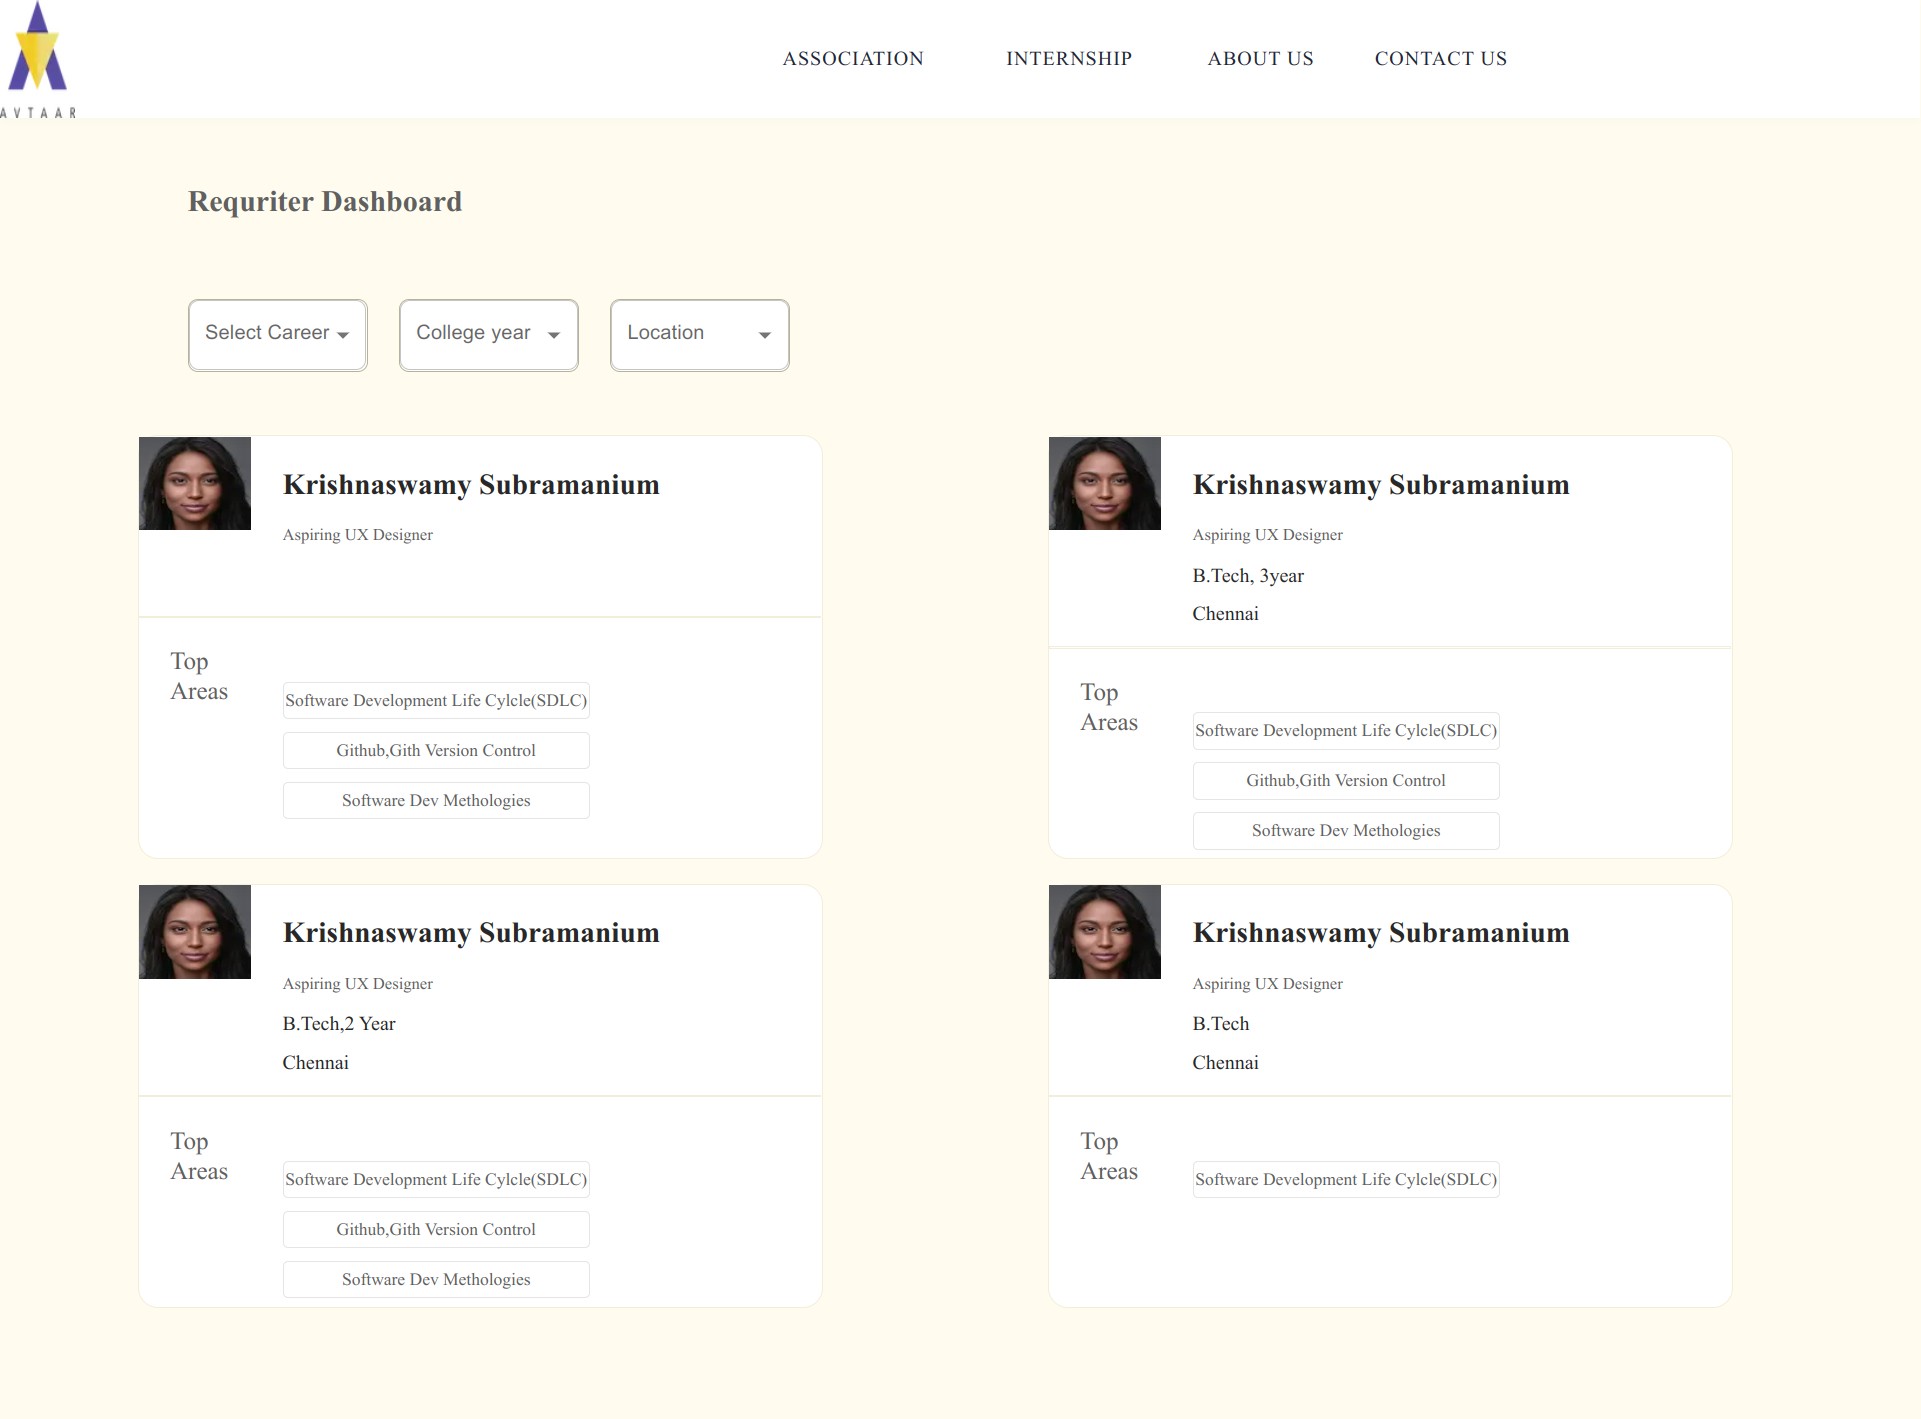 AVTAAR
ASSOCIATION INTERNSHIP ABOUT US CONTACT US
Requriter Dashboard
Select Career College year Location
Krishnaswamy Subramanium
Aspiring UX Designer
Top
Areas
Software Development Life Cylcle(SDLC)
Github,Gith Version Control
Software Dev Methologies
Krishnaswamy Subramanium
Aspiring UX Designer
B.Tech, 3year
Chennai
Top
Areas
Software Development Life Cylcle(SDLC)
Github,Gith Version Control
Software Dev Methologies
Krishnaswamy Subramanium
Aspiring UX Designer
B.Tech,2 Year
Chennai
Top
Areas
Software Development Life Cylcle(SDLC)
Github,Gith Version Control
Software Dev Methologies
Krishnaswamy Subramanium
Aspiring UX Designer
B.Tech
Chennai
Top
Areas
Software Development Life Cylcle(SDLC)